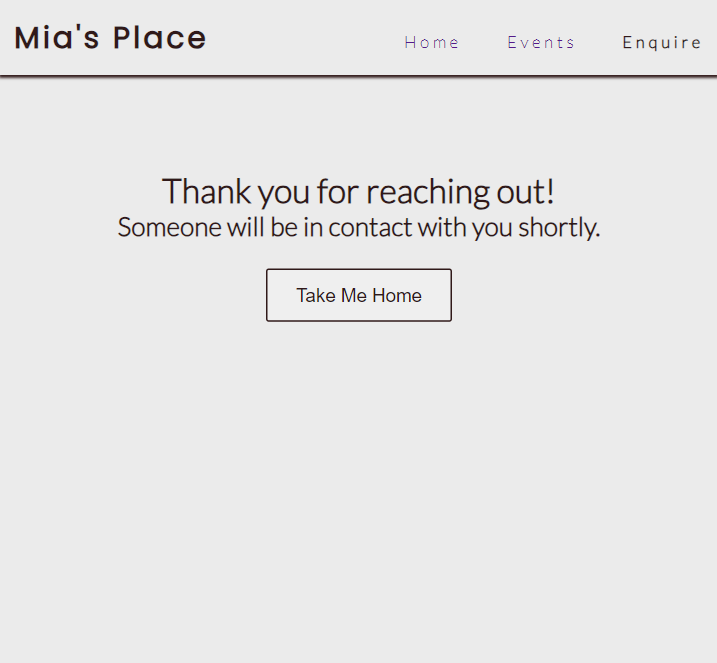 Mia's Place
Home Events Enquire
Thank you for reaching out!
Someone will be in contact with you shortly.
Take Me Home